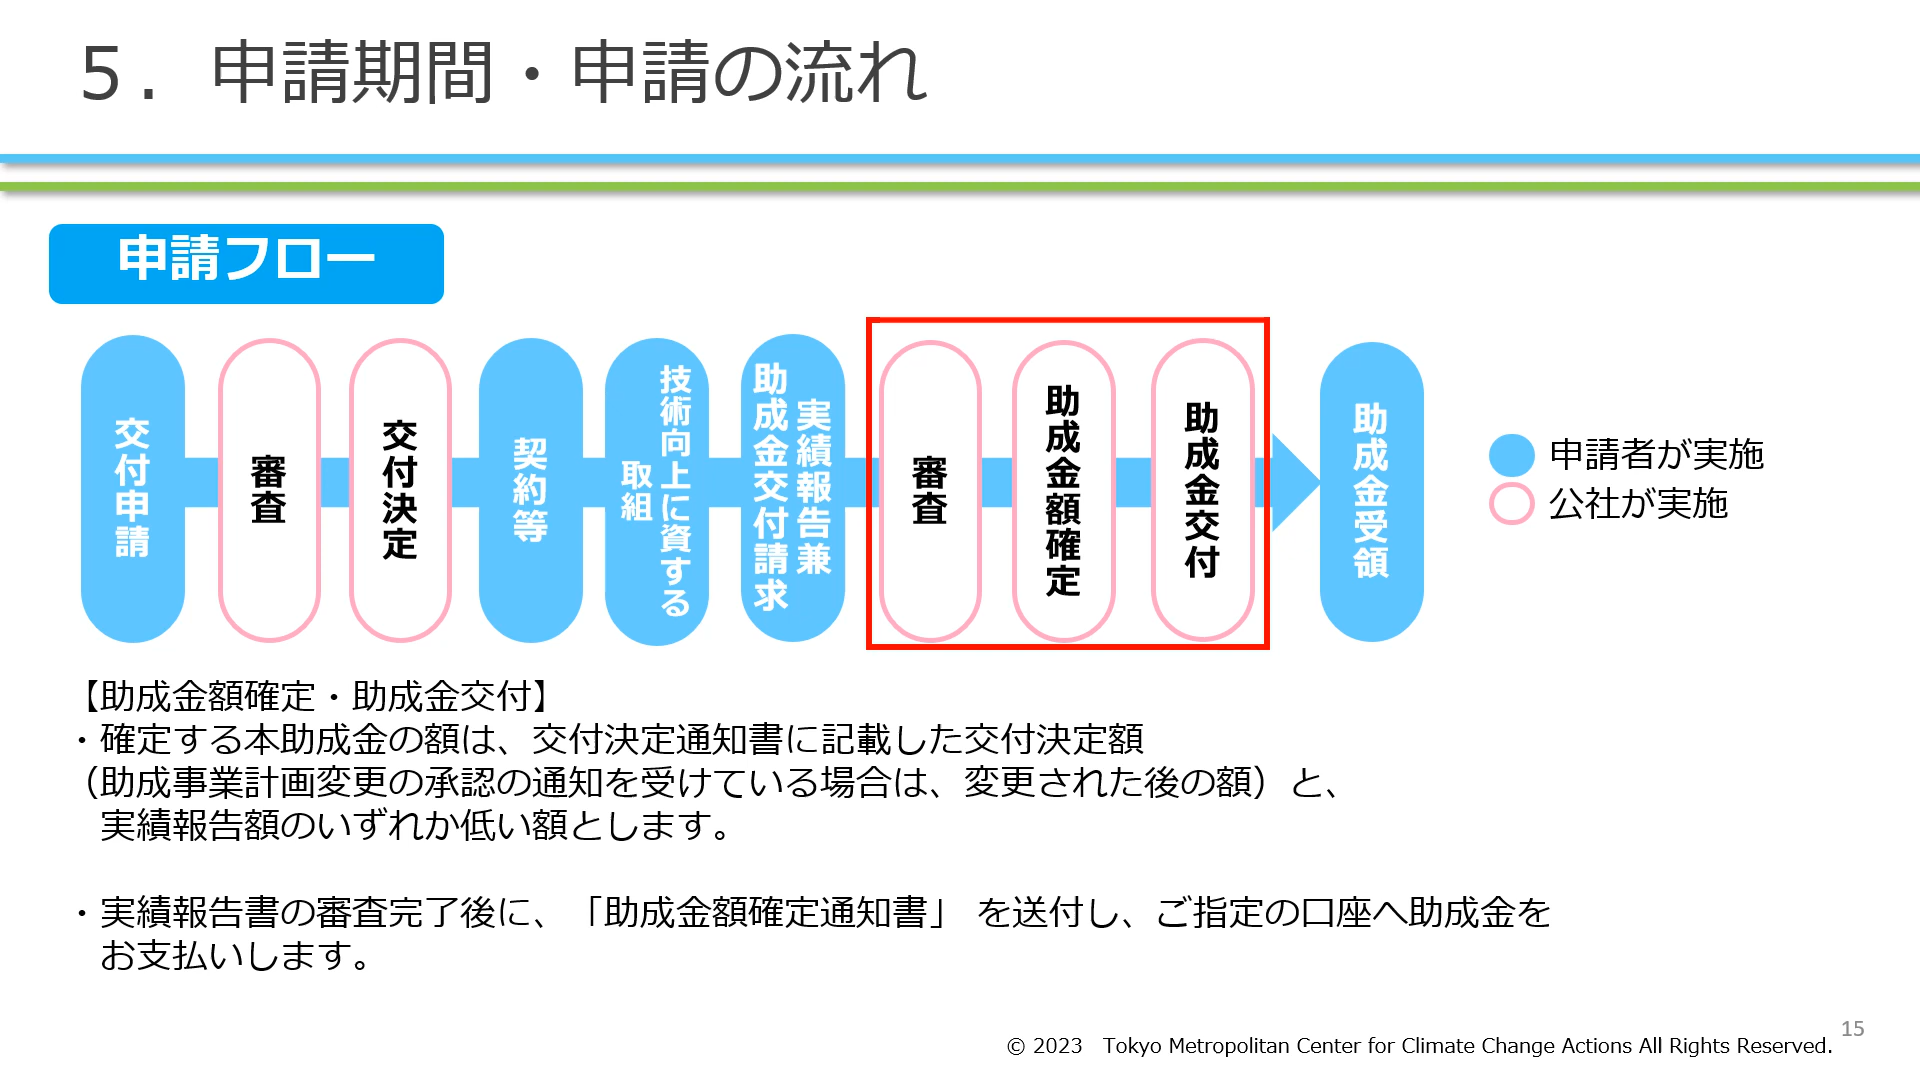 5．申請期間・申請の流れ
申請フロー
交付申請
審査
交付決定
契約等
技術向上に資する
取組
実績報告兼
助成金交付請求
審査
助成金額確定
助成金交付
助成金受領
申請者が実施
公社が実施
【助成金額確定・助成金交付】
・確定する本助成金の額は、交付決定通知書に記載した交付決定額
（助成事業計画変更の承認の通知を受けている場合は、変更された後の額）と、
実績報告額のいずれか低い額とします。
・実績報告書の審査完了後に、「助成金額確定通知書」 を送付し、ご指定の口座へ助成金を
お支払いします。
15
© 2023　Tokyo Metropolitan Center for Climate Change Actions All Rights Reserved.